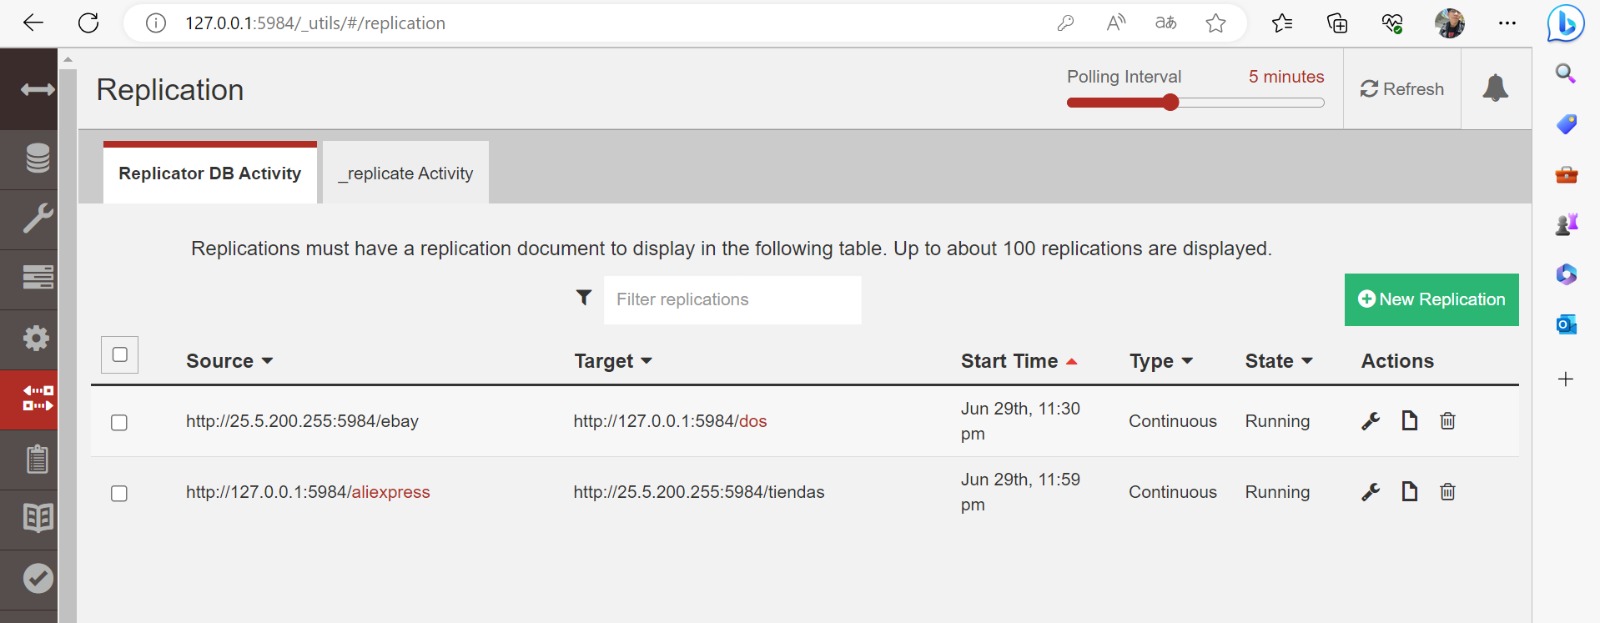 127.0.0.1:5984/_utils/#/replication
Replication
Polling Interval 5 minutes
Refresh
Replicator DB Activity
_replicate Activity
Replications must have a replication document to display in the following table. Up to about 100 replications are displayed.
Filter replications
New Replication
Source Target Start Time Type State Actions
http://25.5.200.255:5984/ebay http://127.0.0.1:5984/dos Jun 29th, 11:30 Continuous Running
pm
http://127.0.0.1:5984/aliexpress http://25.5.200.255:5984/tiendas Jun 29th, 11:59 Continuous Running
pm